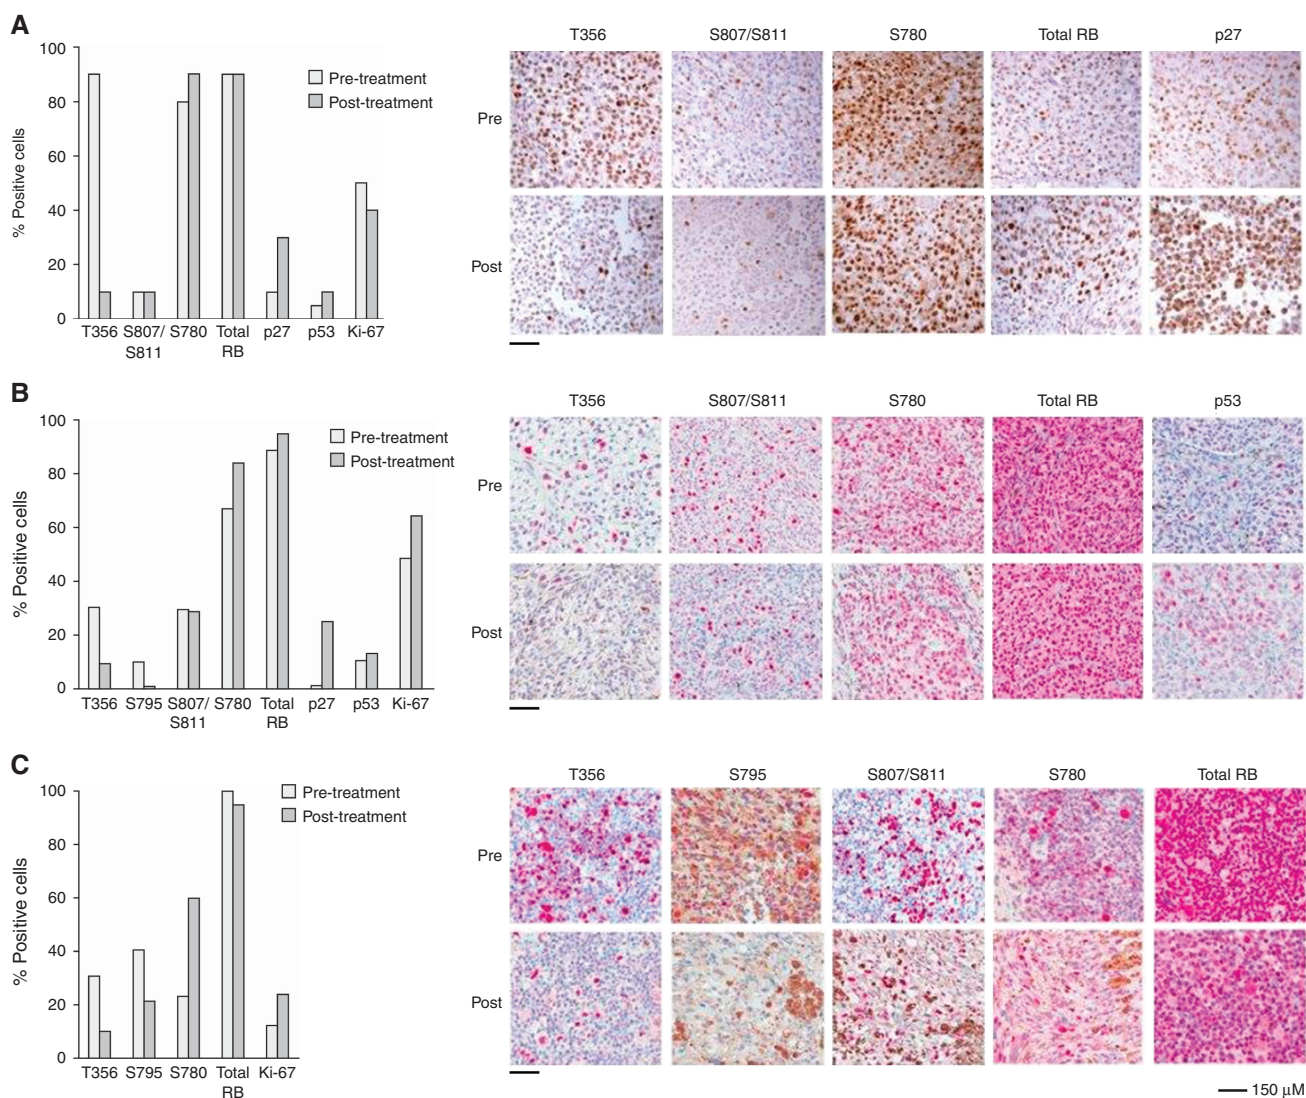 A
T356 S807/S811 S780 Total RB p27
100
80
60
40
20
0
% Positive cells
Pre-treatment
Post-treatment
Pre
Post
T356 S807/ S780 Total p27 p53 Ki-67
S811 RB
B
T356 S807/S811 S780 Total RB p53
100
80
60
40
20
0
% Positive cells
Pre-treatment
Post-treatment
Pre
Post
T356 S795 S807/ S780 Total p27 p53 Ki-67
S811 RB
C
T356 S795 S807/S811 S780 Total RB
100
80
60
40
20
0
% Positive cells
Pre-treatment
Post-treatment
Pre
Post
T356 S795 S780 Total Ki-67
RB
150 μM